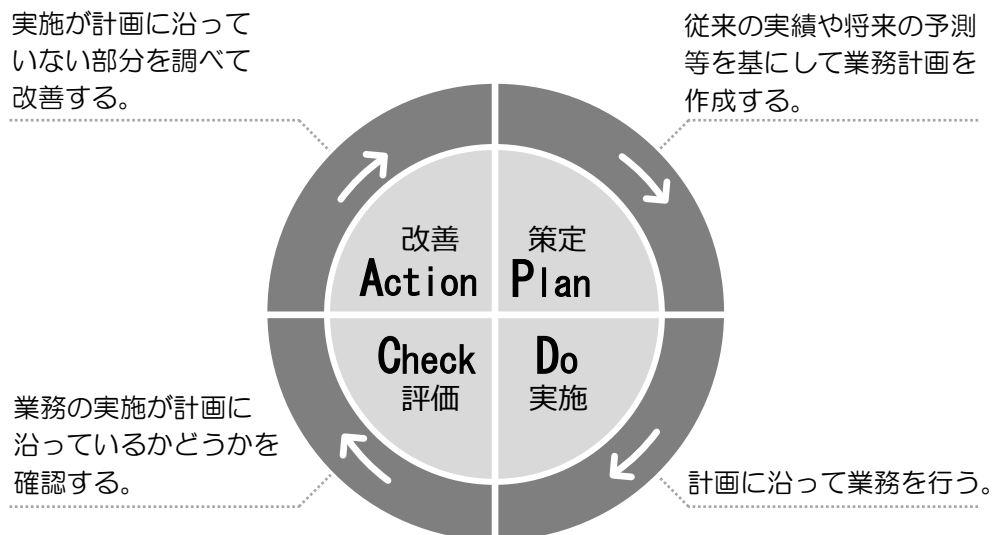 実施が計画に沿って
いない部分を調べて
改善する。
従来の実績や将来の予測
等を基にして業務計画を
作成する。
改善
Action
策定
Plan
Check
評価
Do
実施
業務の実施が計画に
沿っているかどうかを
確認する。
計画に沿って業務を行う。